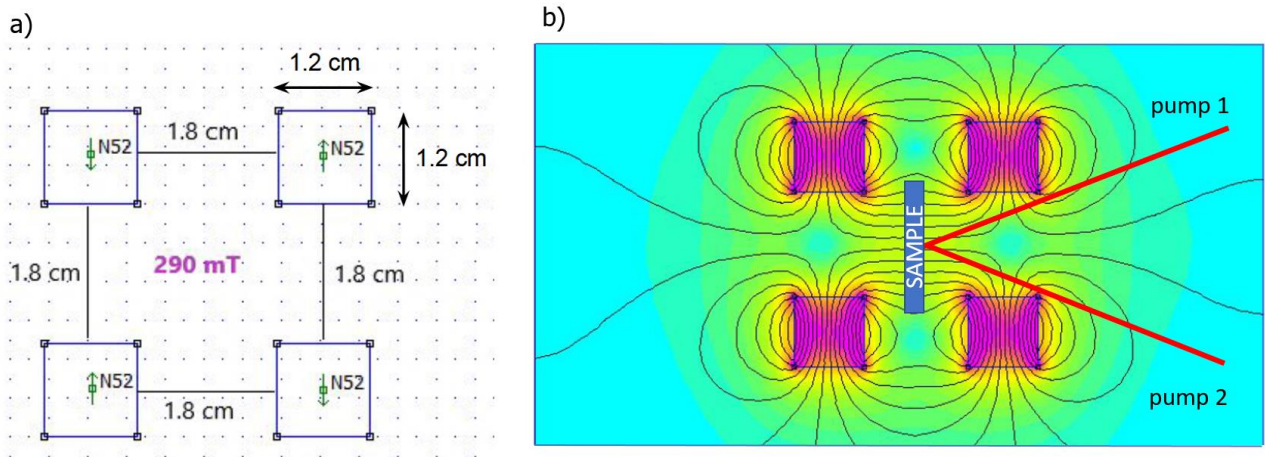 a)
b)
1.2 cm
1.8 cm
1.2 cm
N52
N52
pump 1
1.8 cm
290 mT
1.8 cm
SAMPLE
N52
N52
1.8 cm
pump 2